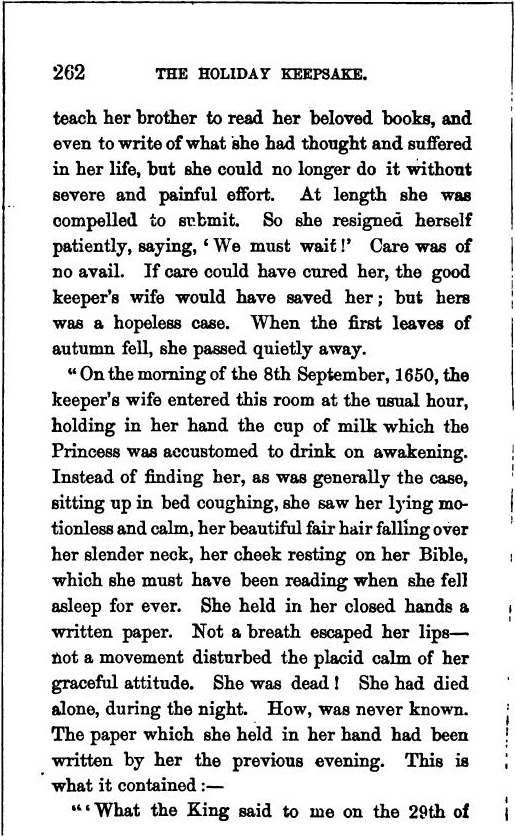 262 THE HOLIDAY KEEPSAKE.
teach her brother to read her beloved books, and
even to write of what she had thought and suffered
in her life, but she could no longer do it without
severe and painful effort. At length she was
compelled to submit. So she resigned herself
patiently, saying, ‘We must wait!’ Care was of
no avail. If care could have cured her, the good
keeper’s wife would have saved her; but hers
was a hopeless case. When the first leaves of
autumn fell, she passed quietly away.
“On the morning of the 8th September, 1650, the
keeper’s wife entered this room at the usual hour,
holding in her hand the cup of milk which the
Princess was accustomed to drink on awakening.
Instead of finding her, as was generally the case,
sitting up in bed coughing, she saw her lying mo-
tionless and calm, her beautiful fair hair falling over
her slender neck, her cheek resting on her Bible,
which she must have been reading when she fell
asleep for ever. She held in her closed hands a
written paper. Not a breath escaped her lips—
not a movement disturbed the placid calm of her
graceful attitude. She was dead! She had died
alone, during the night. How, was never known.
The paper which she held in her hand had been
written by her the previous evening. This is
what it contained:—
“‘What the King said to me on the 29th of